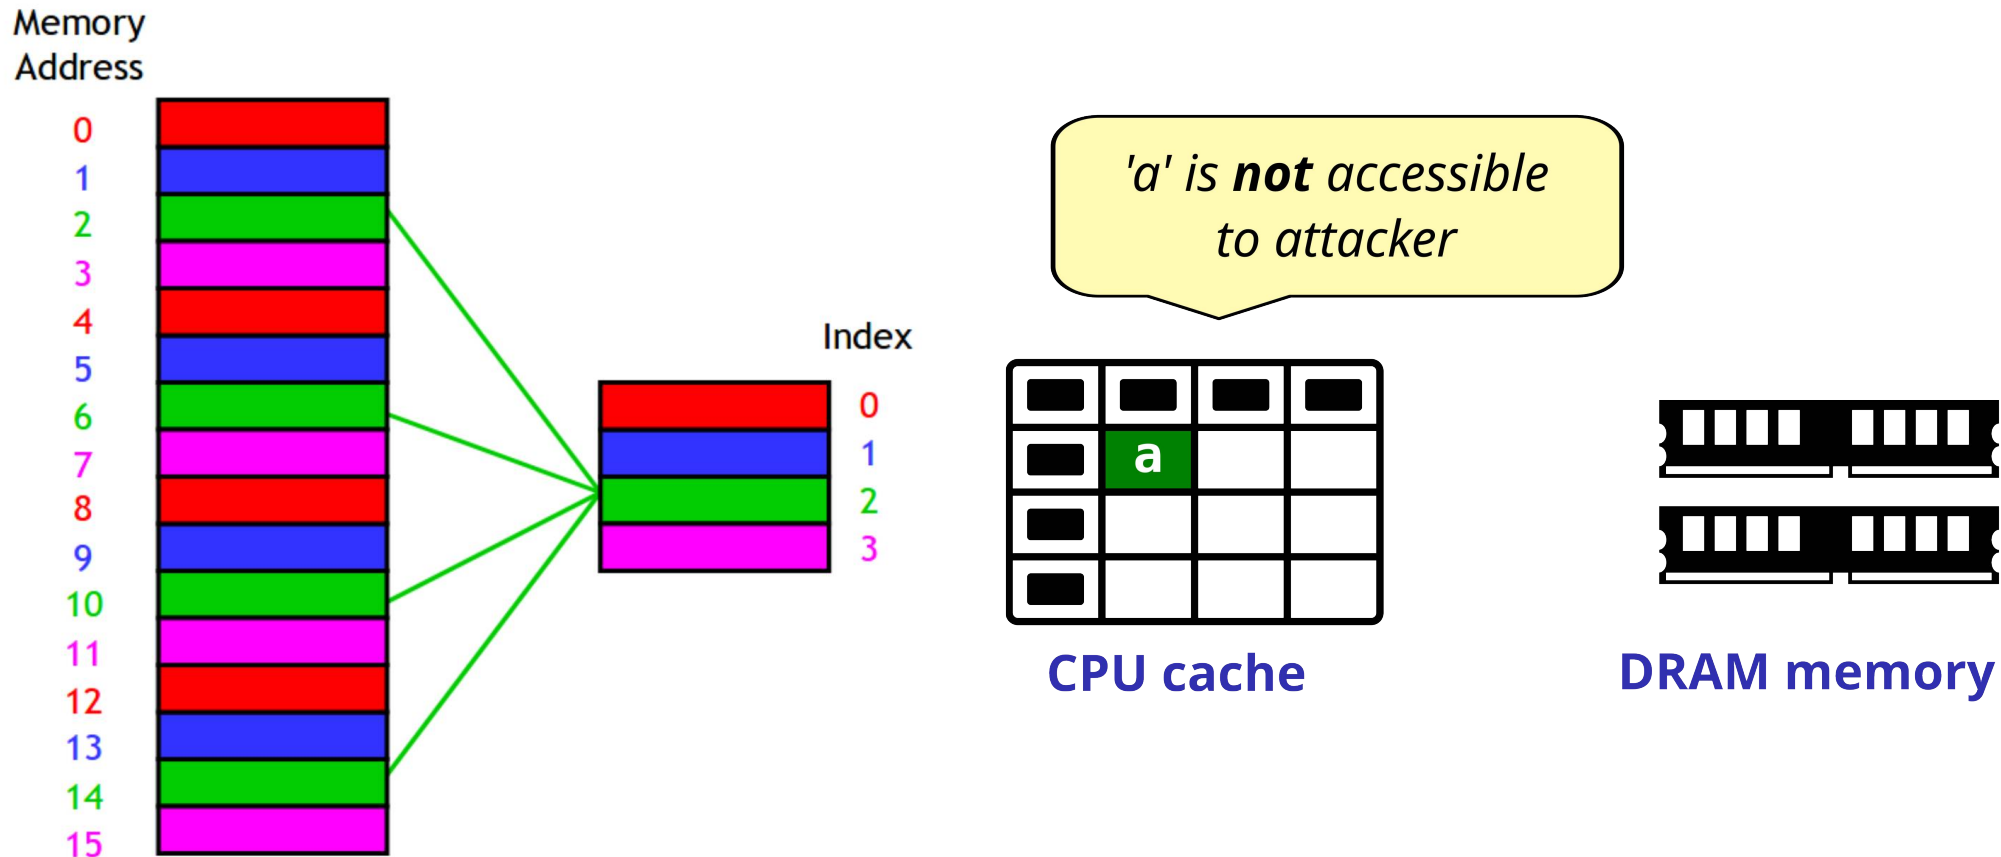 Memory
Address
0
1
2
3
4
5
6
7
8
9
10
11
12
13
14
15
Index
0
1
2
3
'a' is not accessible
to attacker
a
CPU cache
DRAM memory